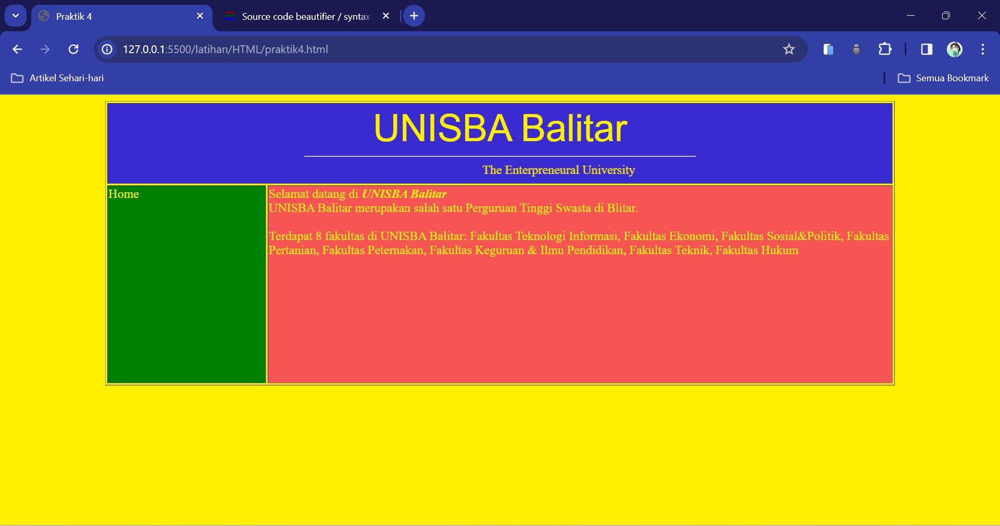 Praktik 4
Source code beautifier / syntax
127.0.0.1:5500/latihan/HTML/praktik4.html
Artikel Sehari-hari
Semua Bookmark
UNISBA Balitar
The Enterpreneural University
Home
Selamat datang di UNISBA Balitar
UNISBA Balitar merupakan salah satu Perguruan Tinggi Swasta di Blitar.
Terdapat 8 fakultas di UNISBA Balitar: Fakultas Teknologi Informasi, Fakultas Ekonomi, Fakultas Sosial&Politik, Fakultas
Pertanian, Fakultas Peternakan, Fakultas Keguruan & Ilmu Pendidikan, Fakultas Teknik, Fakultas Hukum